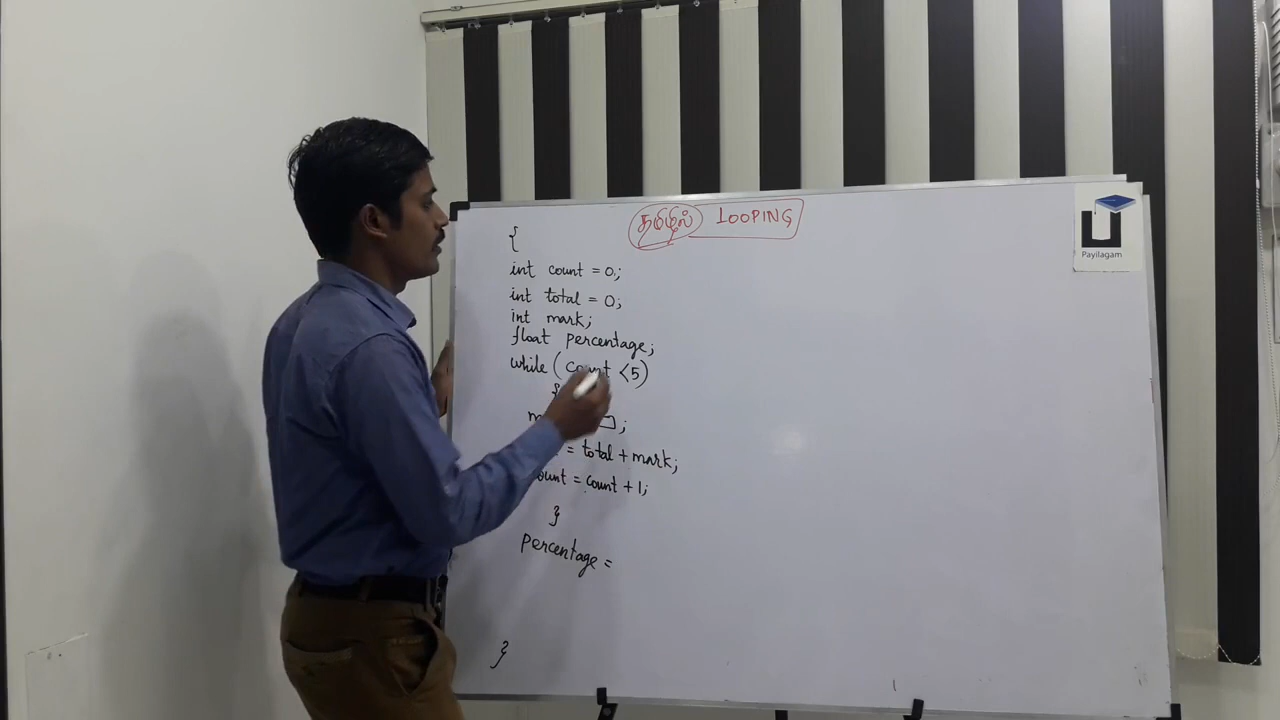 தமிழில் LOOPING
Payilagam
{
int count = 0;
int total = 0;
int mark;
float percentage;
while (count <5)
{
;
= total + mark;
ount = count + 1;
}
Percentage =
}